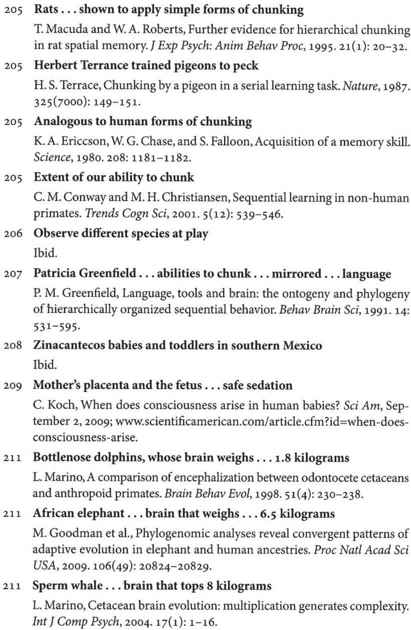 205 Rats . . . shown to apply simple forms of chunking
T. Macuda and W. A. Roberts, Further evidence for hierarchical chunking
in rat spatial memory. J Exp Psych: Anim Behav Proc, 1995. 21(1): 20–32.
205 Herbert Terrance trained pigeons to peck
H. S. Terrace, Chunking by a pigeon in a serial learning task. Nature, 1987.
325(7000): 149–151.
205 Analogous to human forms of chunking
K. A. Ericcson, W. G. Chase, and S. Falloon, Acquisition of a memory skill.
Science, 1980. 208: 1181–1182.
205 Extent of our ability to chunk
C. M. Conway and M. H. Christiansen, Sequential learning in non-human
primates. Trends Cogn Sci, 2001. 5(12): 539–546.
206 Observe different species at play
Ibid.
207 Patricia Greenfield . . . abilities to chunk . . . mirrored . . . language
P. M. Greenfield, Language, tools and brain: the ontogeny and phylogeny
of hierarchically organized sequential behavior. Behav Brain Sci, 1991. 14:
531–595.
208 Zinacantecos babies and toddlers in southern Mexico
Ibid.
209 Mother's placenta and the fetus . . . safe sedation
C. Koch, When does consciousness arise in human babies? Sci Am, Sep-
tember 2, 2009; www.scientificamerican.com/article.cfm?id=when-does-
consciousness-arise.
211 Bottlenose dolphins, whose brain weighs . . . 1.8 kilograms
L. Marino, A comparison of encephalization between odontocete cetaceans
and anthropoid primates. Brain Behav Evol, 1998. 51(4): 230–238.
211 African elephant . . . brain that weighs . . . 6.5 kilograms
M. Goodman et al., Phylogenomic analyses reveal convergent patterns of
adaptive evolution in elephant and human ancestries. Proc Natl Acad Sci
USA, 2009. 106(49): 20824–20829.
211 Sperm whale . . . brain that tops 8 kilograms
L. Marino, Cetacean brain evolution: multiplication generates complexity.
Int J Comp Psych, 2004. 17(1): 1–16.